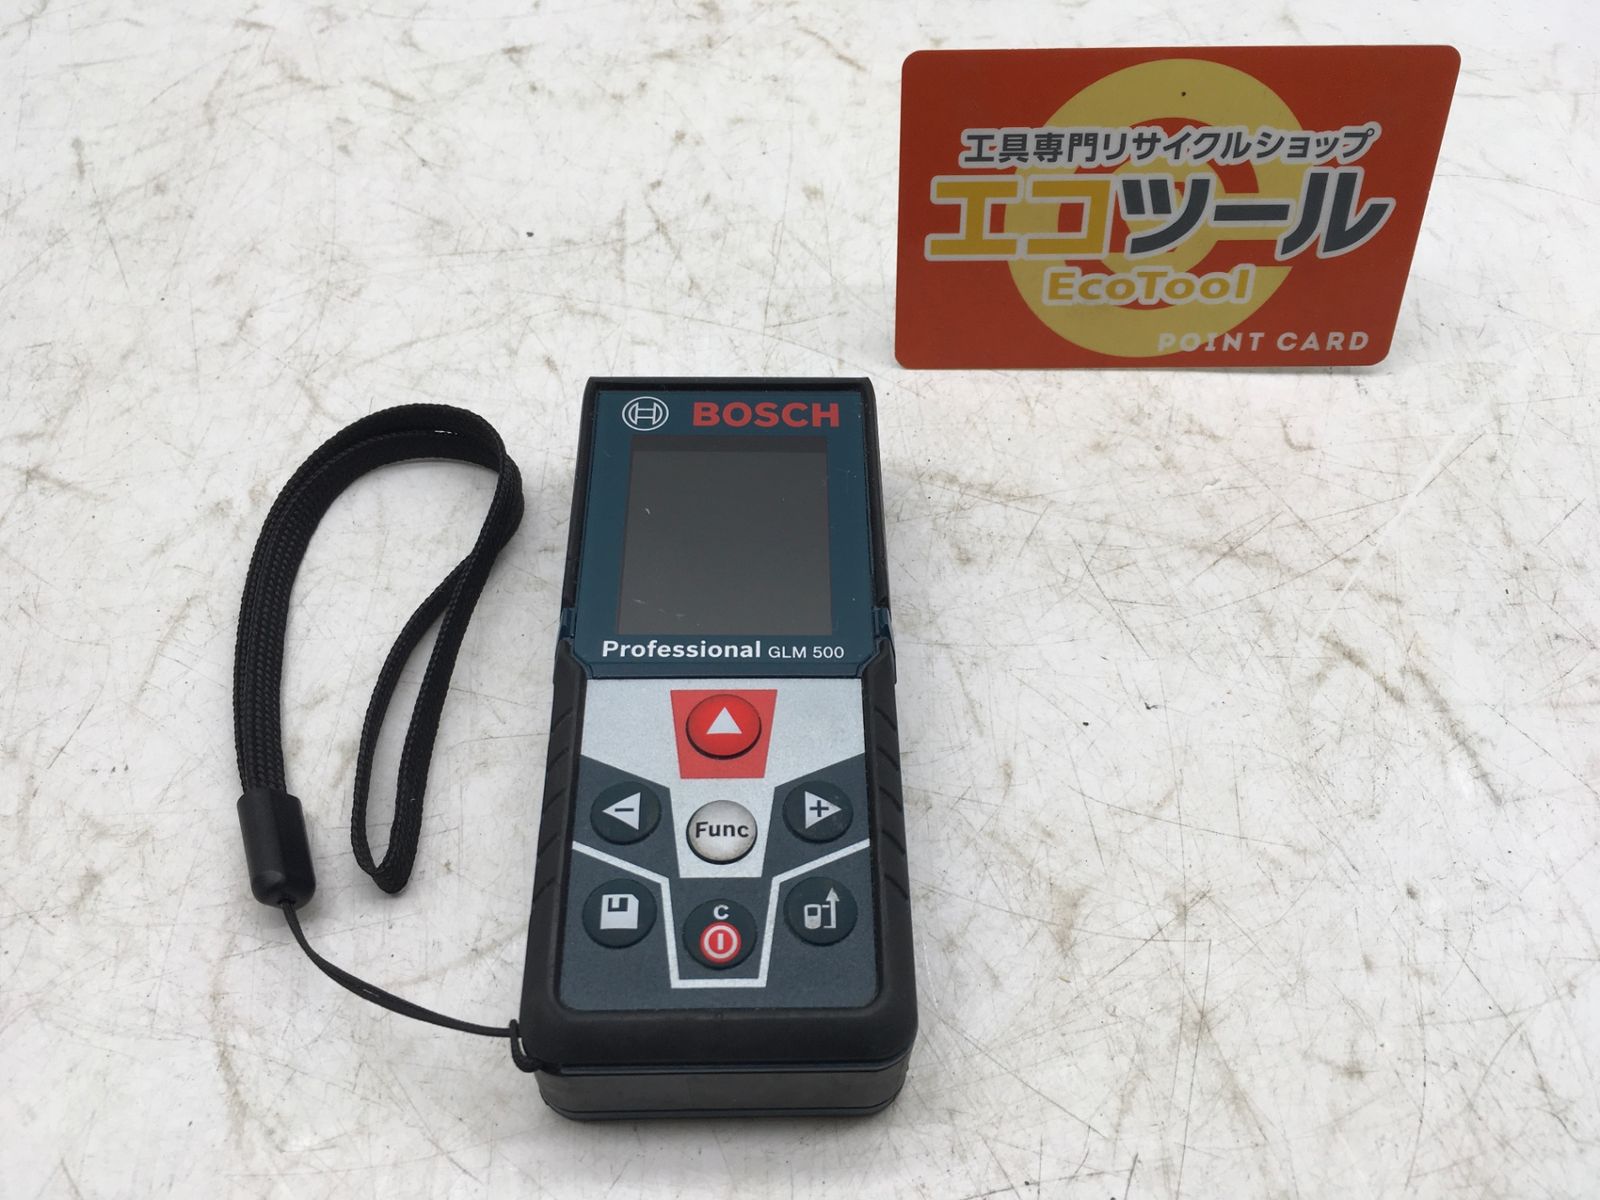 工具専門リサイクルショップ
エコツール
EcoTool
POINT CARD
BOSCH
Professional GLM 500
Func
C